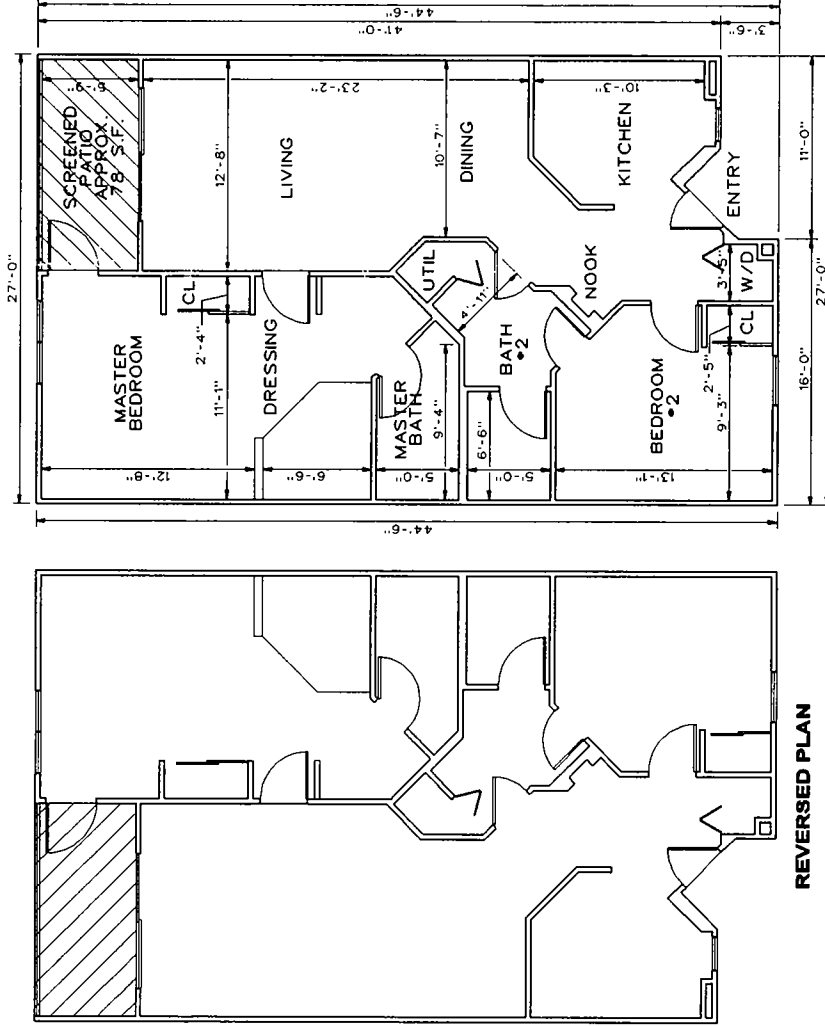 44'-6"
41'-0"
3'-6"
27'-0"
SCREENED
PATIO
APPROX.
78 S.F.
6'-9"
23'-2"
10'-3"
12'-8"
LIVING
10'-7"
DINING
KITCHEN
ENTRY
11'-0"
MASTER
BEDROOM
CL
2'-4"
11'-1"
DRESSING
UTIL
4'-11"
NOOK
3'-5"
W/D
MASTER
BATH
9'-4"
BATH
#2
6'-6"
BEDROOM
#2
CL
2'-5"
9'-3"
16'-0"
27'-0"
12'-8"
6'-6"
5'-0"
5'-0"
13'-1"
44'-6"
REVERSED PLAN